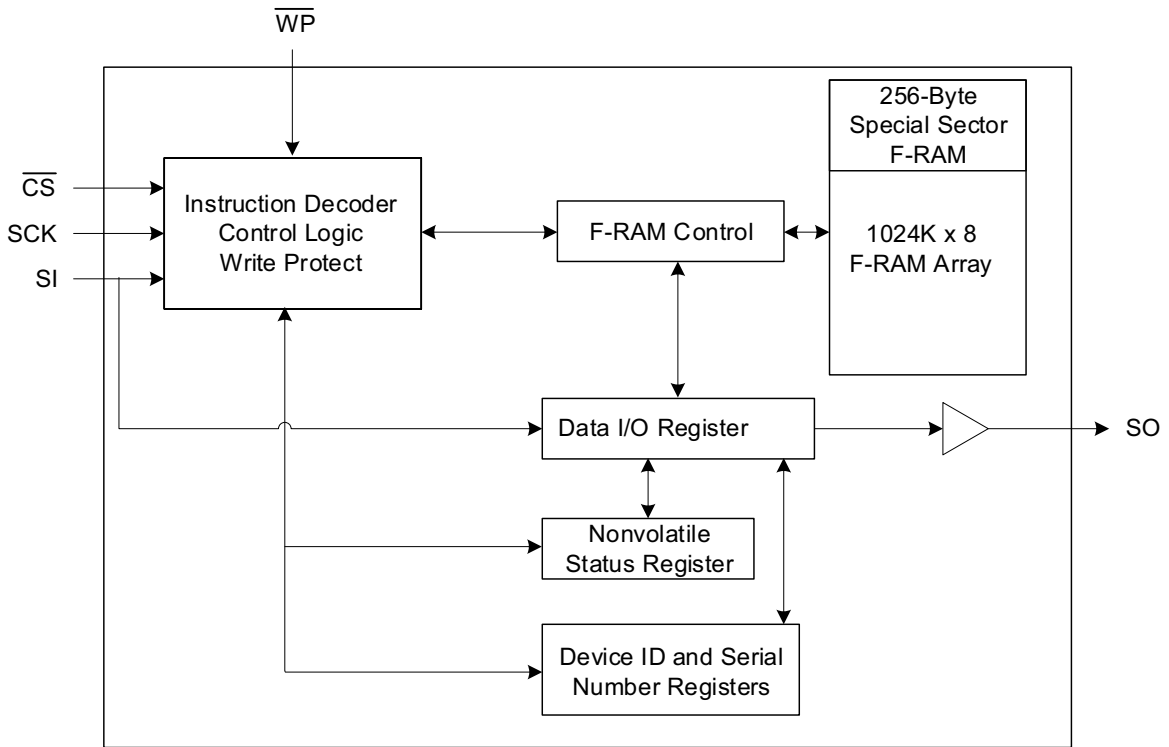 WP
256-Byte
Special Sector
F-RAM
CS
SCK
SI
Instruction Decoder
Control Logic
Write Protect
F-RAM Control
1024K x 8
F-RAM Array
Data I/O Register
SO
Nonvolatile
Status Register
Device ID and Serial
Number Registers